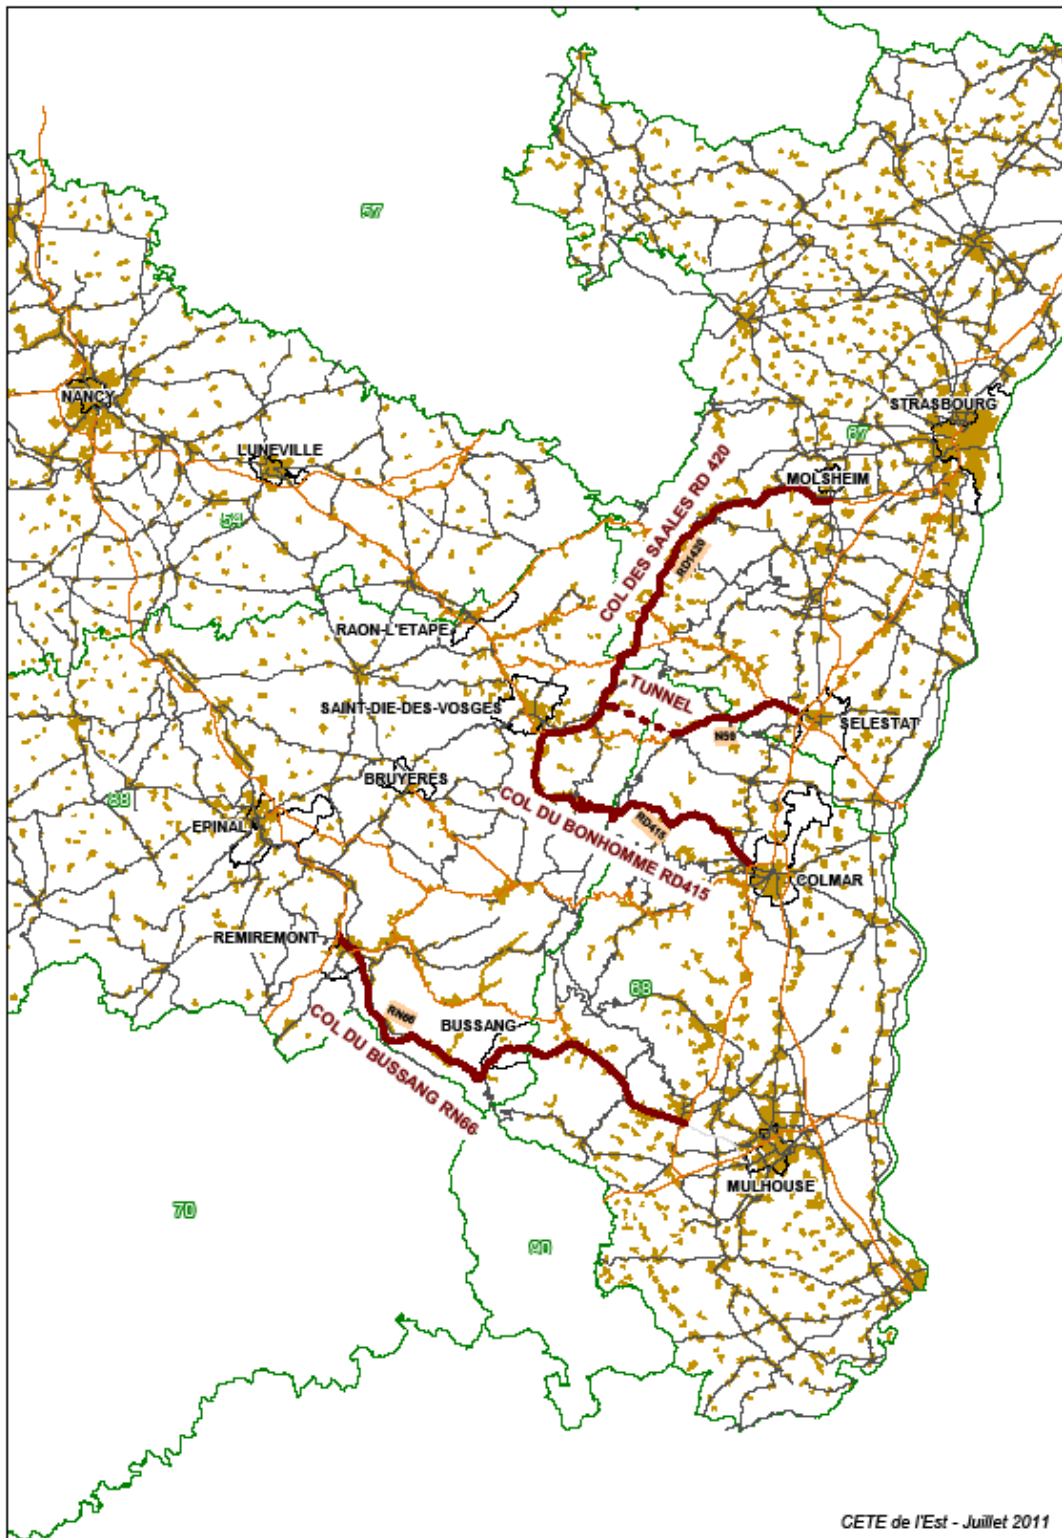 57
NANCY
STRASBOURG
67
LUNEVILLE
MOLSHEIM
COL DES SAALES RD 420
54
RD1420
RAON-L'ETAPE
TUNNEL
SAINT-DIE-DES-VOSGES
SELESTAT
N59
BRUYERES
88
COL DU BONHOMME RD415
RD415
EPINAL
COLMAR
REMIREMONT
68
RN66
BUSSANG
COL DU BUSSANG RN66
MULHOUSE
70
90
CETE de l'Est - Juillet 2011